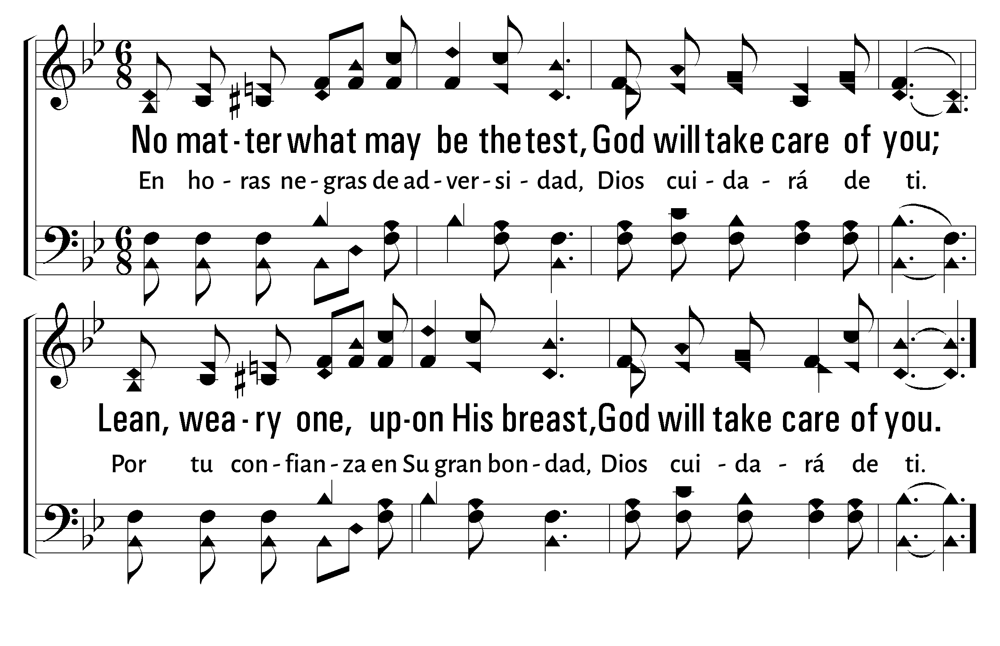 No mat-ter what may be the test, God will take care of you;
En ho-ras ne-gras de ad-ver-si-dad, Dios cui-da-rá de ti.
Lean, wea-ry one, up-on His breast, God will take care of you.
Por tu con-fian-za en Su gran bon-dad, Dios cui-da-rá de ti.